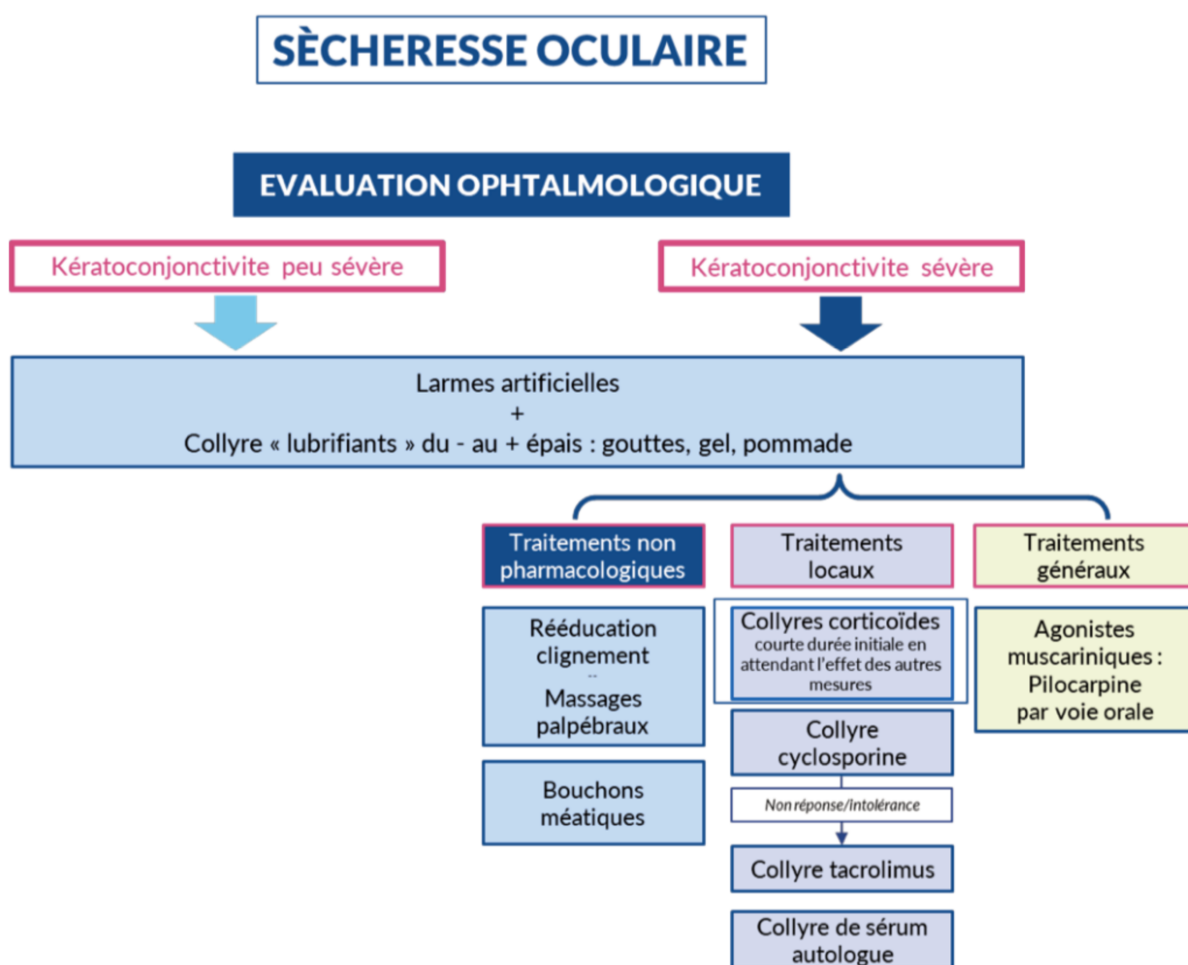 SÈCHERESSE OCULAIRE
EVALUATION OPHTALMOLOGIQUE
Kératoconjonctivite peu sévère
Kératoconjonctivite sévère
Larmes artificielles
+
Collyre « lubrifiants » du - au + épais : gouttes, gel, pommade
Traitements non
pharmacologiques
Rééducation
clignement
Massages
palpébraux
Bouchons
méatiques
Traitements
locaux
Collyres corticoïdes
courte durée initiale en
attendant l'effet des autres
mesures
Collyre
cyclosporine
Non réponse/intolérance
Collyre tacrolimus
Collyre de sérum
autologue
Traitements
généraux
Agonistes
muscariniques :
Pilocarpine
par voie orale